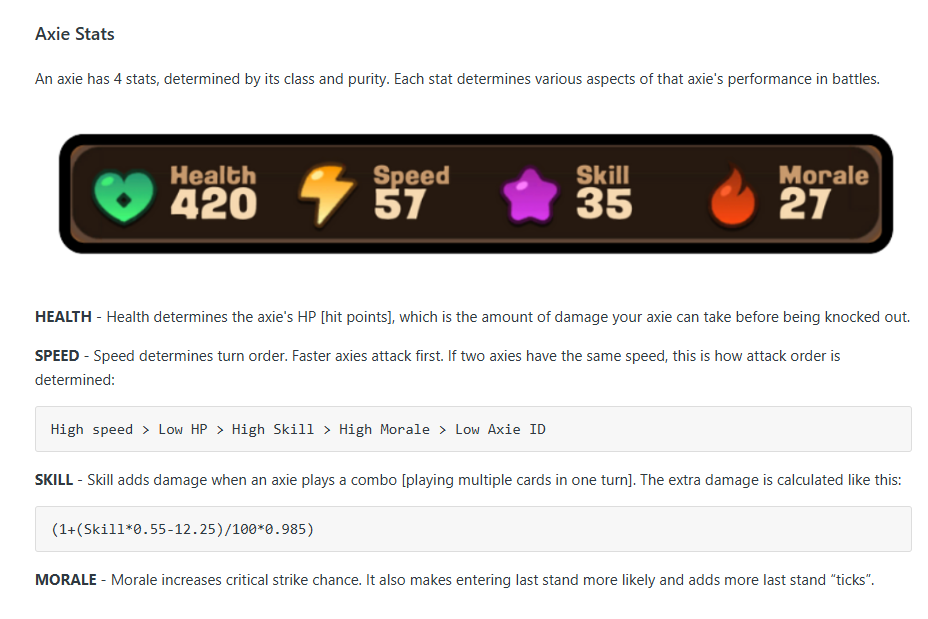 Axie Stats
An axie has 4 stats, determined by its class and purity. Each stat determines various aspects of that axie's performance in battles.
Health Speed Skill Morale
420 57 35 27
HEALTH - Health determines the axie's HP [hit points], which is the amount of damage your axie can take before being knocked out.
SPEED - Speed determines turn order. Faster axies attack first. If two axies have the same speed, this is how attack order is
determined:
High speed > Low HP > High Skill > High Morale > Low Axie ID
SKILL - Skill adds damage when an axie plays a combo [playing multiple cards in one turn]. The extra damage is calculated like this:
(1+(Skill*0.55-12.25)/100*0.985)
MORALE - Morale increases critical strike chance. It also makes entering last stand more likely and adds more last stand “ticks”.